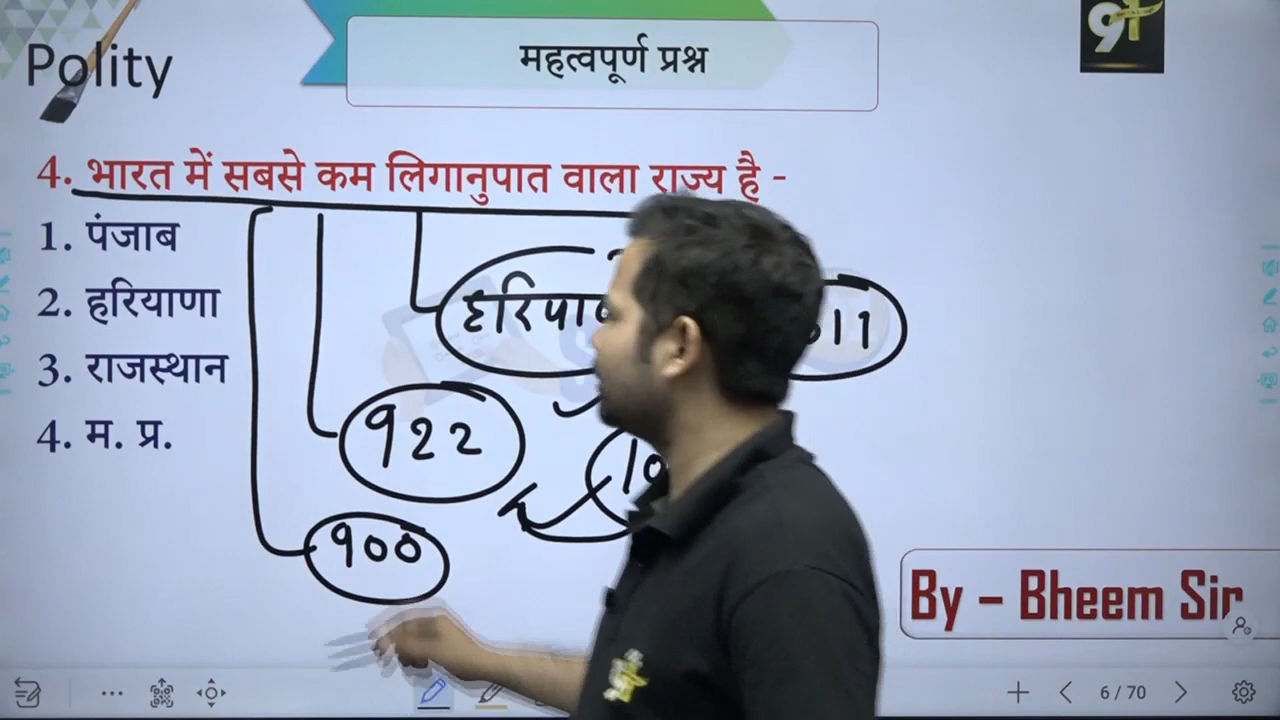 Polity
महत्वपूर्ण प्रश्न
9T
4. भारत में सबसे कम लिगानुपात वाला राज्य है -
1. पंजाब
2. हरियाणा
3. राजस्थान
4. म. प्र.
922
900
By – Bheem Sir
6 / 70